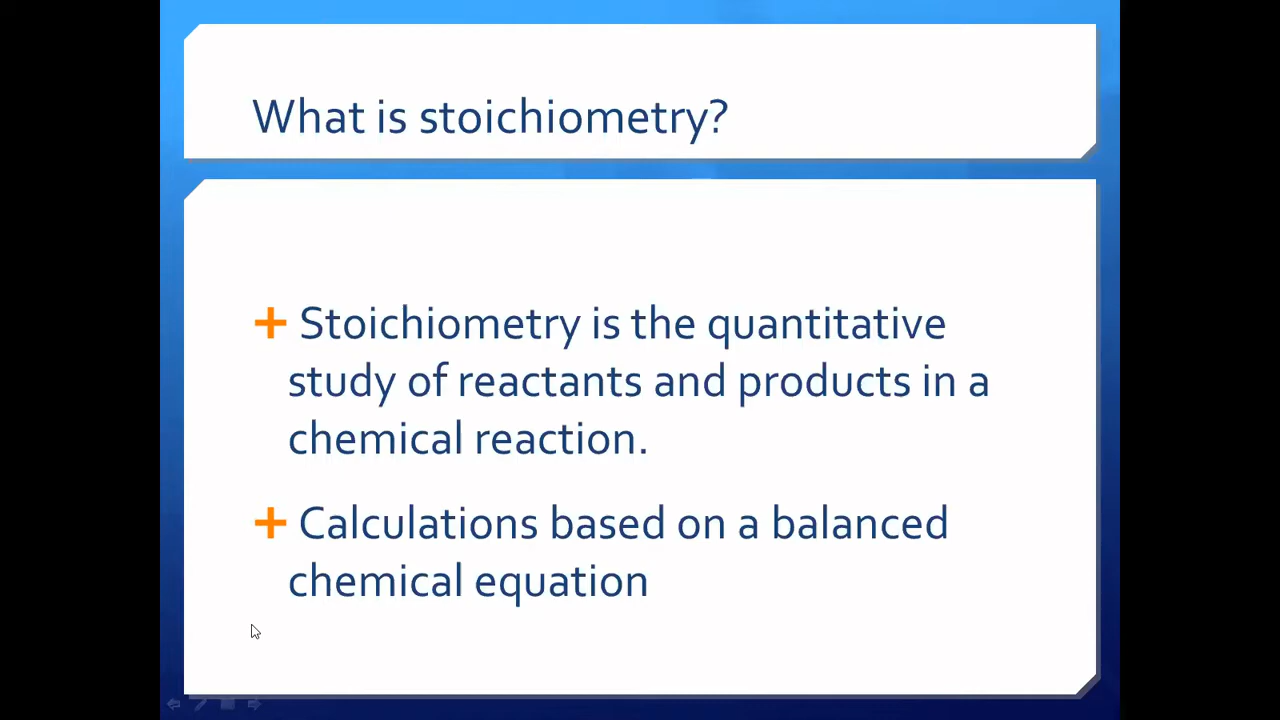 What is stoichiometry?
+ Stoichiometry is the quantitative
study of reactants and products in a
chemical reaction.
+ Calculations based on a balanced
chemical equation